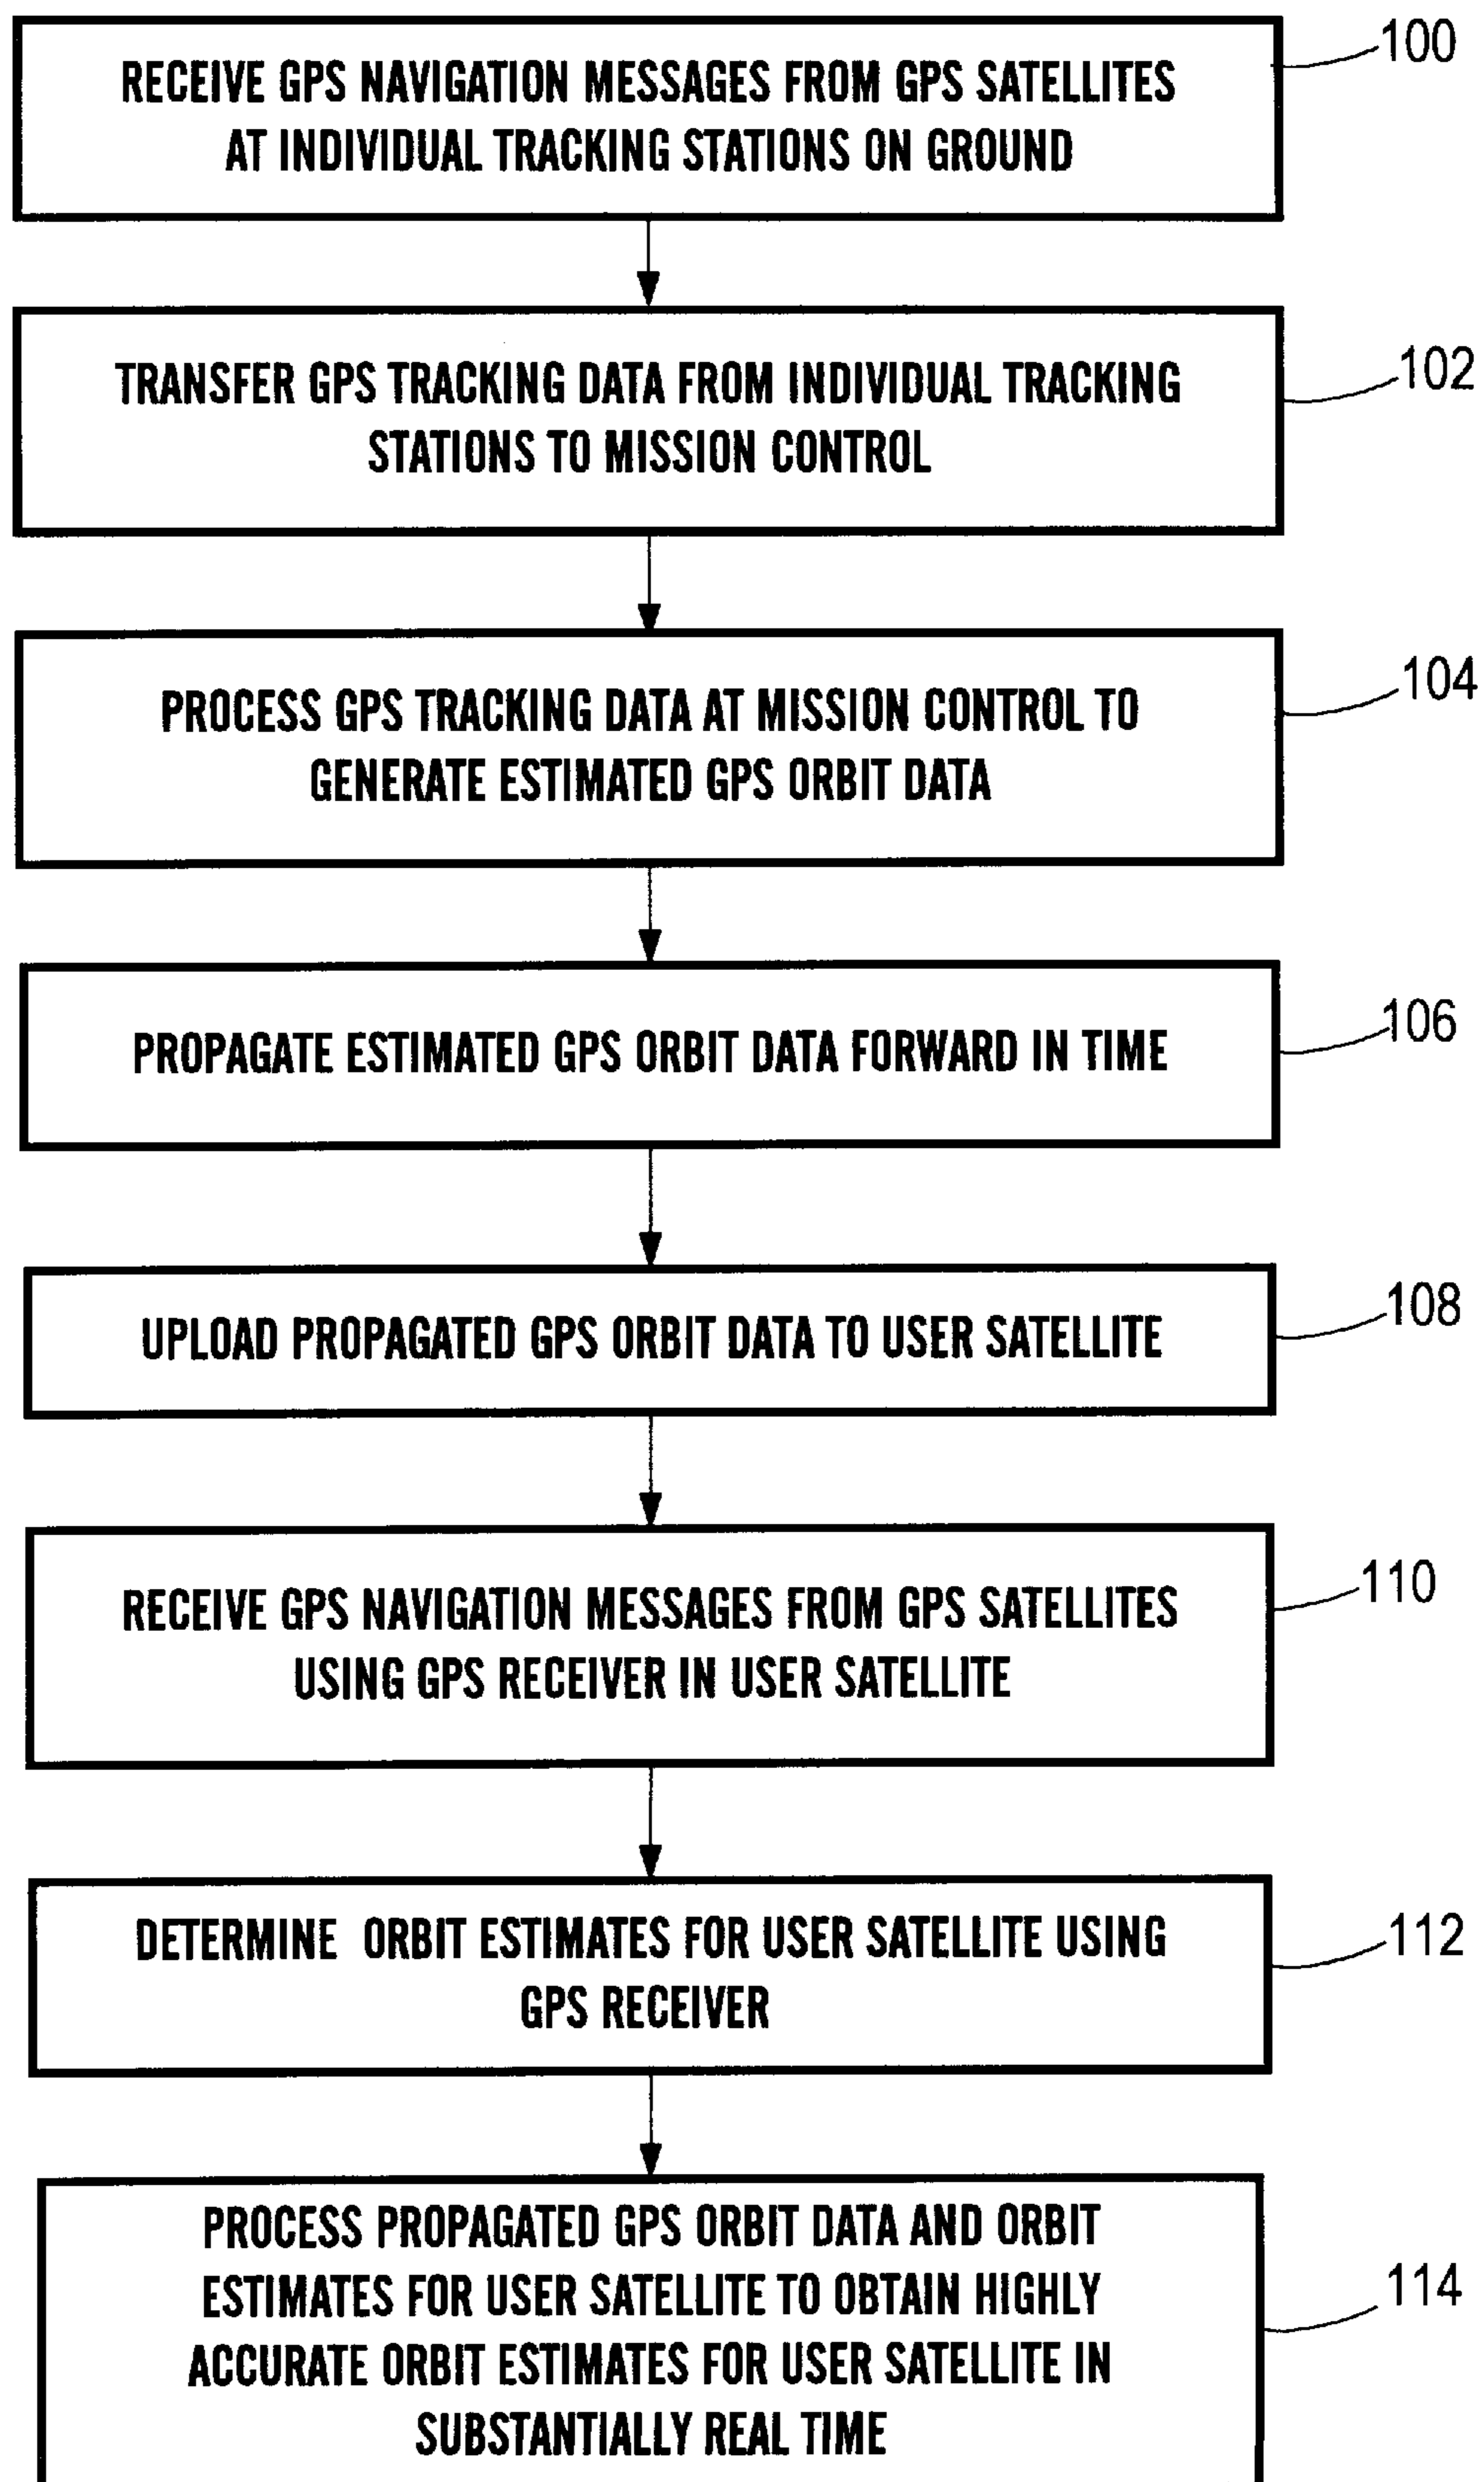 100
RECEIVE GPS NAVIGATION MESSAGES FROM GPS SATELLITES
AT INDIVIDUAL TRACKING STATIONS ON GROUND
102
TRANSFER GPS TRACKING DATA FROM INDIVIDUAL TRACKING
STATIONS TO MISSION CONTROL
104
PROCESS GPS TRACKING DATA AT MISSION CONTROL TO
GENERATE ESTIMATED GPS ORBIT DATA
106
PROPAGATE ESTIMATED GPS ORBIT DATA FORWARD IN TIME
108
UPLOAD PROPAGATED GPS ORBIT DATA TO USER SATELLITE
110
RECEIVE GPS NAVIGATION MESSAGES FROM GPS SATELLITES
USING GPS RECEIVER IN USER SATELLITE
112
DETERMINE ORBIT ESTIMATES FOR USER SATELLITE USING
GPS RECEIVER
114
PROCESS PROPAGATED GPS ORBIT DATA AND ORBIT
ESTIMATES FOR USER SATELLITE TO OBTAIN HIGHLY
ACCURATE ORBIT ESTIMATES FOR USER SATELLITE IN
SUBSTANTIALLY REAL TIME